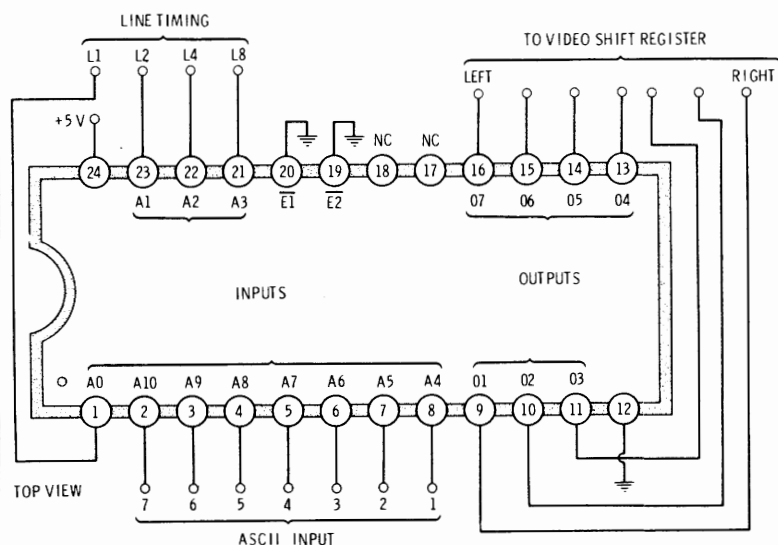 LINE TIMING
TO VIDEO SHIFT REGISTER
L1 L2 L4 L8
LEFT RIGHT
+5 V
NC NC
24 23 22 21 20 19 18 17 16 15 14 13
A1 A2 A3 E1 E2 07 06 05 04
INPUTS OUTPUTS
A0 A10 A9 A8 A7 A6 A5 A4 01 02 03
1 2 3 4 5 6 7 8 9 10 11 12
TOP VIEW
7 6 5 4 3 2 1
ASCII INPUT